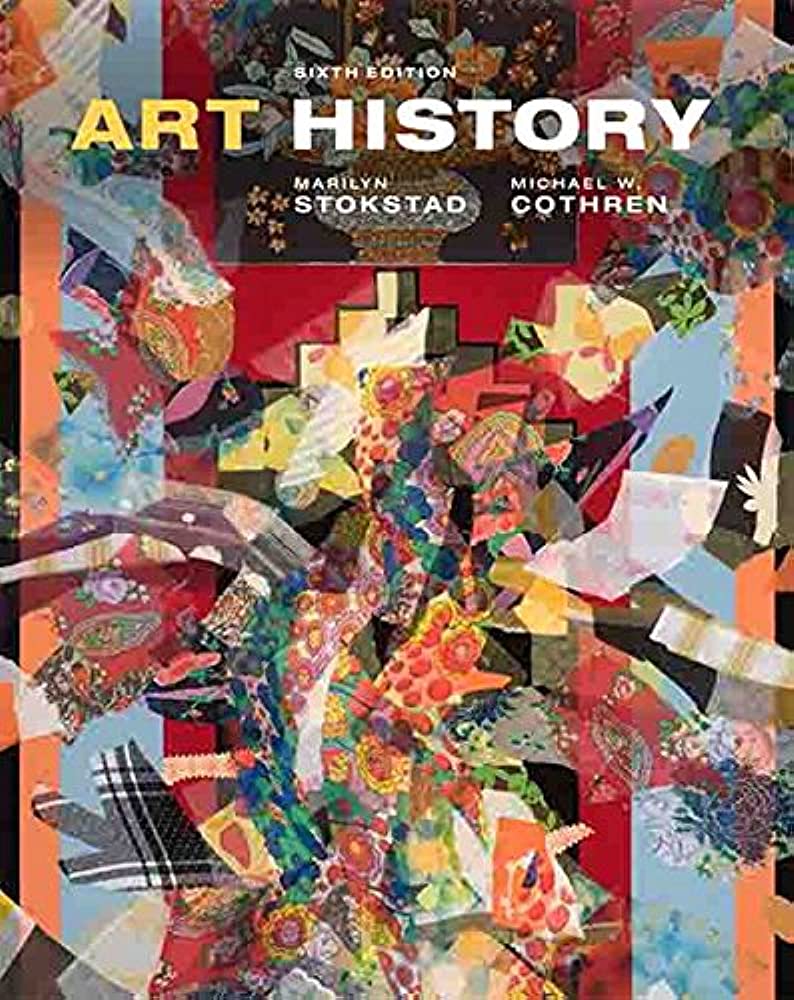 SIXTH EDITION
ART HISTORY
MARILYN
STOKSTAD
MICHAEL W.
COTHREN